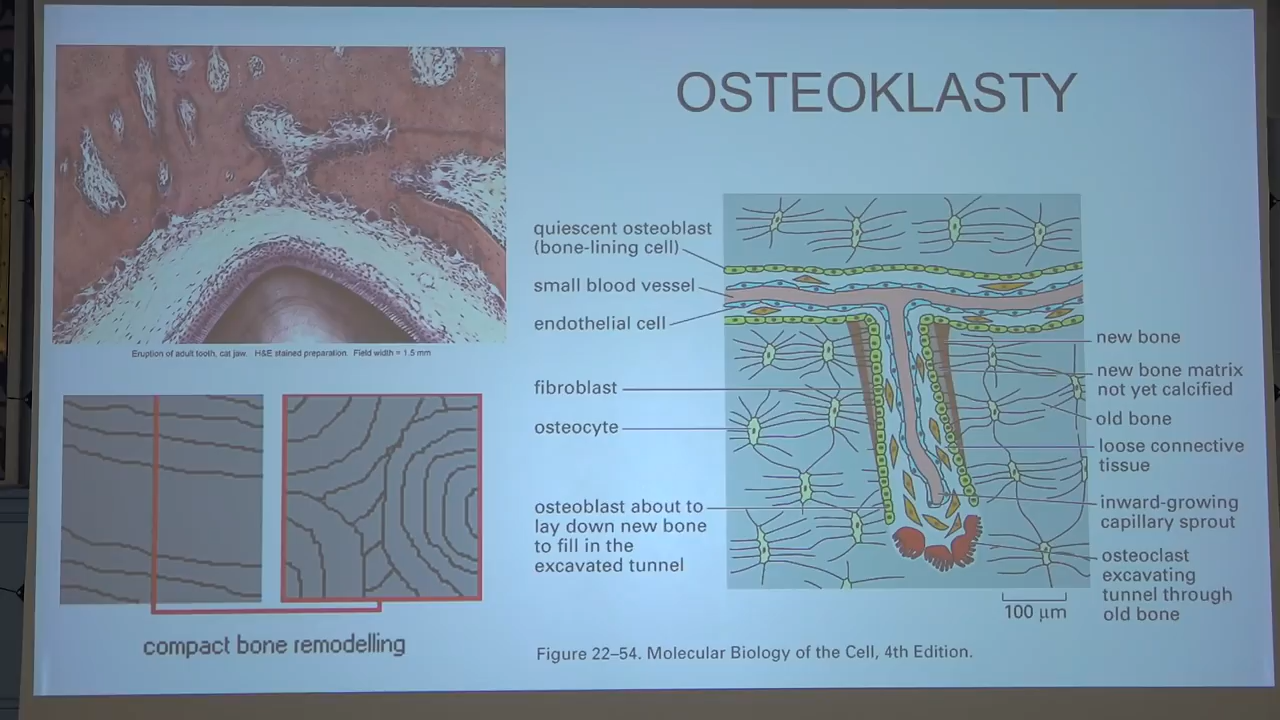 OSTEOKLASTY
Eruption of adult tooth, cat jaw. H&E stained preparation. Field width = 1.5 mm
compact bone remodelling
quiescent osteoblast
(bone-lining cell)
small blood vessel
endothelial cell
fibroblast
osteocyte
osteoblast about to
lay down new bone
to fill in the
excavated tunnel
new bone
new bone matrix
not yet calcified
old bone
loose connective
tissue
inward-growing
capillary sprout
osteoclast
excavating
tunnel through
old bone
100 µm
Figure 22–54. Molecular Biology of the Cell, 4th Edition.